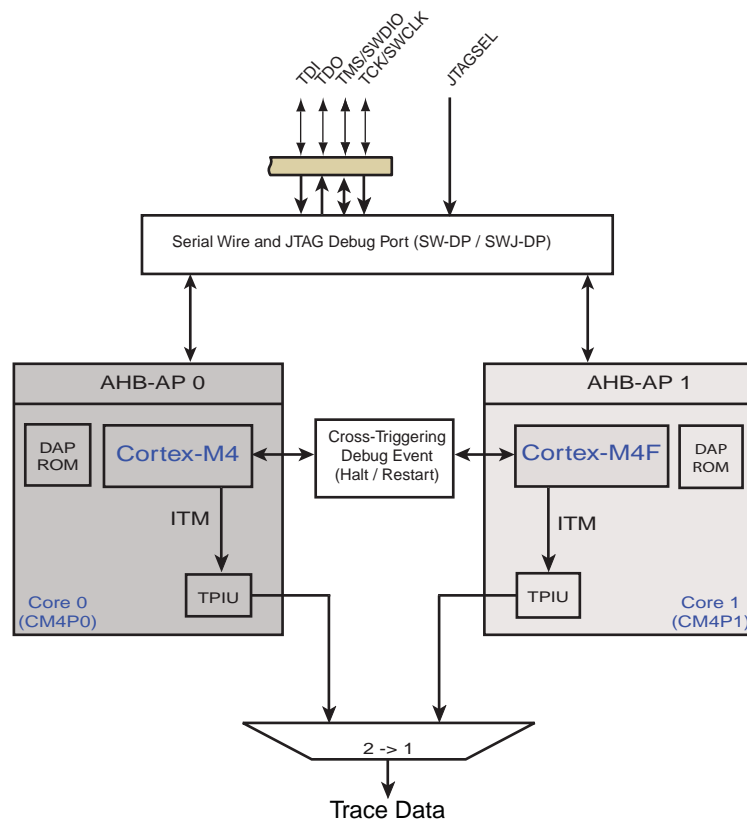 TDI
TDO
TMS/SWDIO
TCK/SWCLK
JTAGSEL
Serial Wire and JTAG Debug Port (SW-DP / SWJ-DP)
AHB-AP 0
AHB-AP 1
DAP
ROM
Cortex-M4
Cross-Triggering
Debug Event
(Halt / Restart)
Cortex-M4F
DAP
ROM
ITM
ITM
TPIU
TPIU
Core 0
(CM4P0)
Core 1
(CM4P1)
2 -> 1
Trace Data